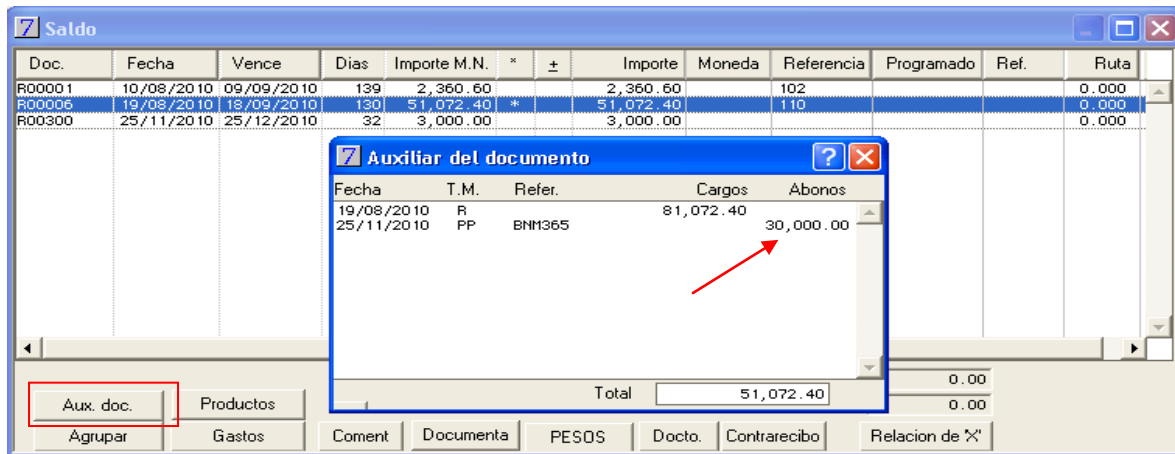 7 Saldo
Doc. Fecha Vence Dias Importe M.N. * ± Importe Moneda Referencia Programado Ref. Ruta
R00001 10/08/2010 09/09/2010 139 2,360.60 2,360.60 102 0.000
R00006 19/08/2010 18/09/2010 130 51,072.40 * 51,072.40 110 0.000
R00300 25/11/2010 25/12/2010 32 3,000.00 3,000.00 0.000
7 Auxiliar del documento ?
Fecha T.M. Refer. Cargos Abonos
19/08/2010 R 81,072.40
25/11/2010 PP BNM365 30,000.00
Total 51,072.40
0.00
Aux. doc. Productos 0.00
Agrupar Gastos Coment Documenta PESOS Docto. Contrarecibo Relacion de 'X'